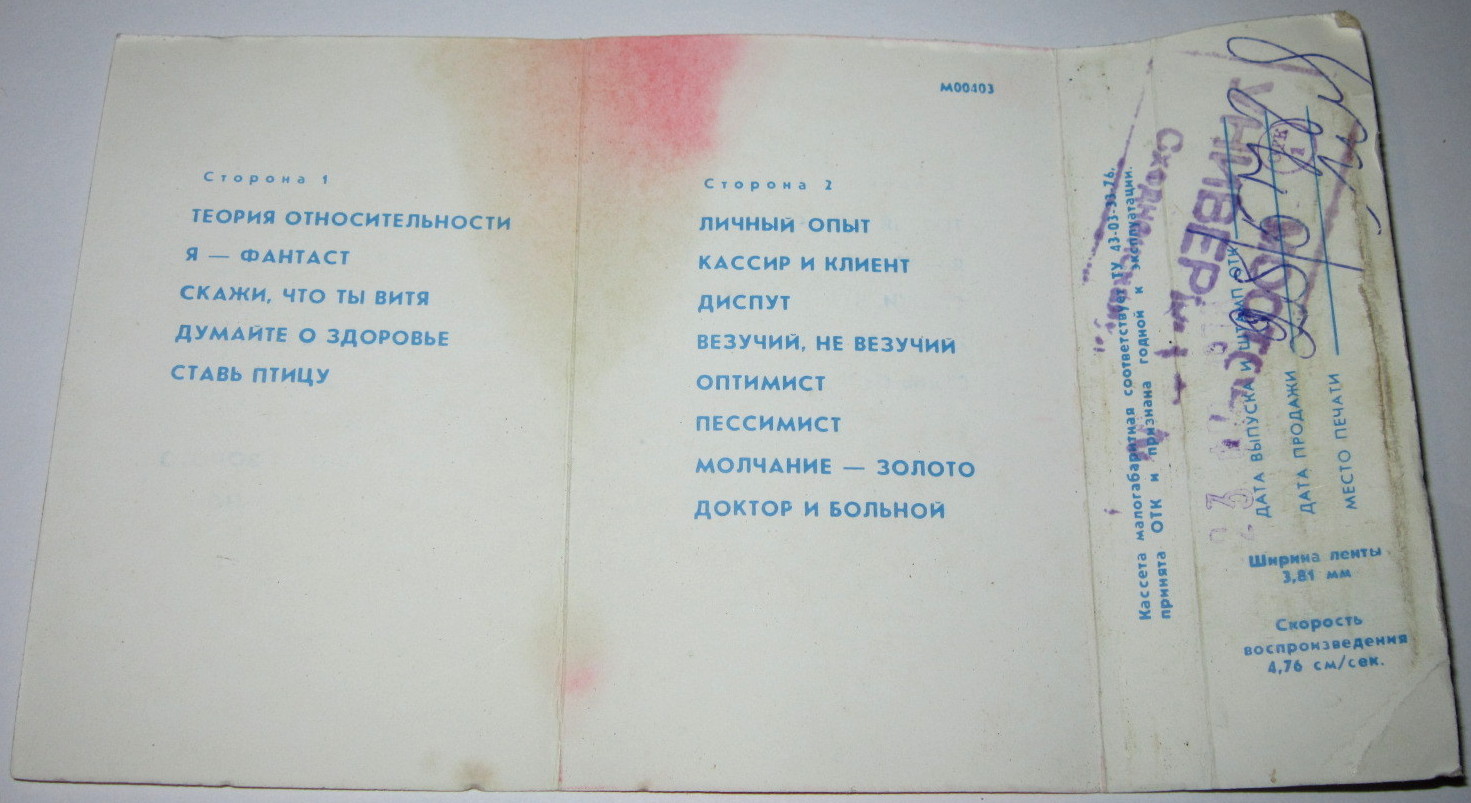 М00403
Сторона 1
ТЕОРИЯ ОТНОСИТЕЛЬНОСТИ
Я — ФАНТАСТ
СКАЖИ, ЧТО ТЫ ВИТЯ
ДУМАЙТЕ О ЗДОРОВЬЕ
СТАВЬ ПТИЦУ
Сторона 2
ЛИЧНЫЙ ОПЫТ
КАССИР И КЛИЕНТ
ДИСПУТ
ВЕЗУЧИЙ, НЕ ВЕЗУЧИЙ
ОПТИМИСТ
ПЕССИМИСТ
МОЛЧАНИЕ — ЗОЛОТО
ДОКТОР И БОЛЬНОЙ
Кассета малогабаритная соответствует ТУ 43-03-33-76,
принята ОТК и признана годной к эксплуатации.
ДАТА ВЫПУСКА И ШТАМП ОТК
ДАТА ПРОДАЖИ
МЕСТО ПЕЧАТИ
УНИВЕР
Ширина ленты
3,81 мм
Скорость
воспроизведения
4,76 см/сек.